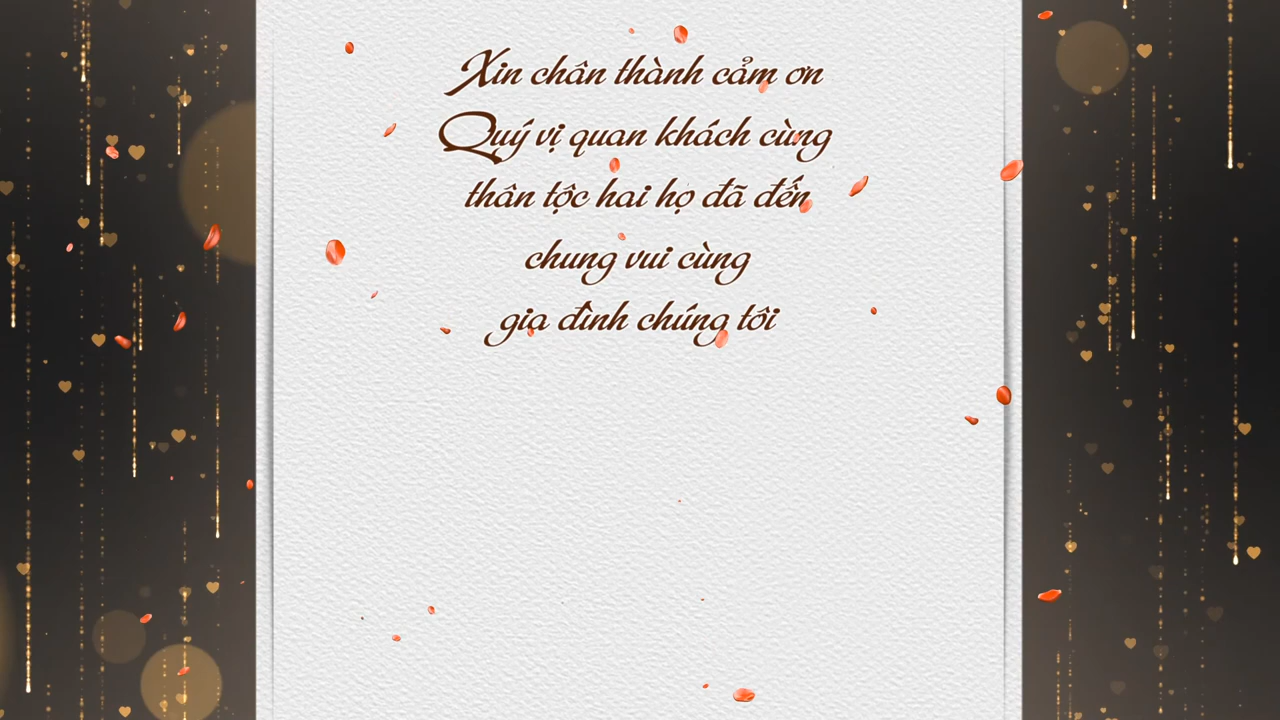 Xin chân thành cảm ơn
Quý vị quan khách cùng
thân tộc hai họ đã đến
chung vui cùng
gia đình chúng tôi